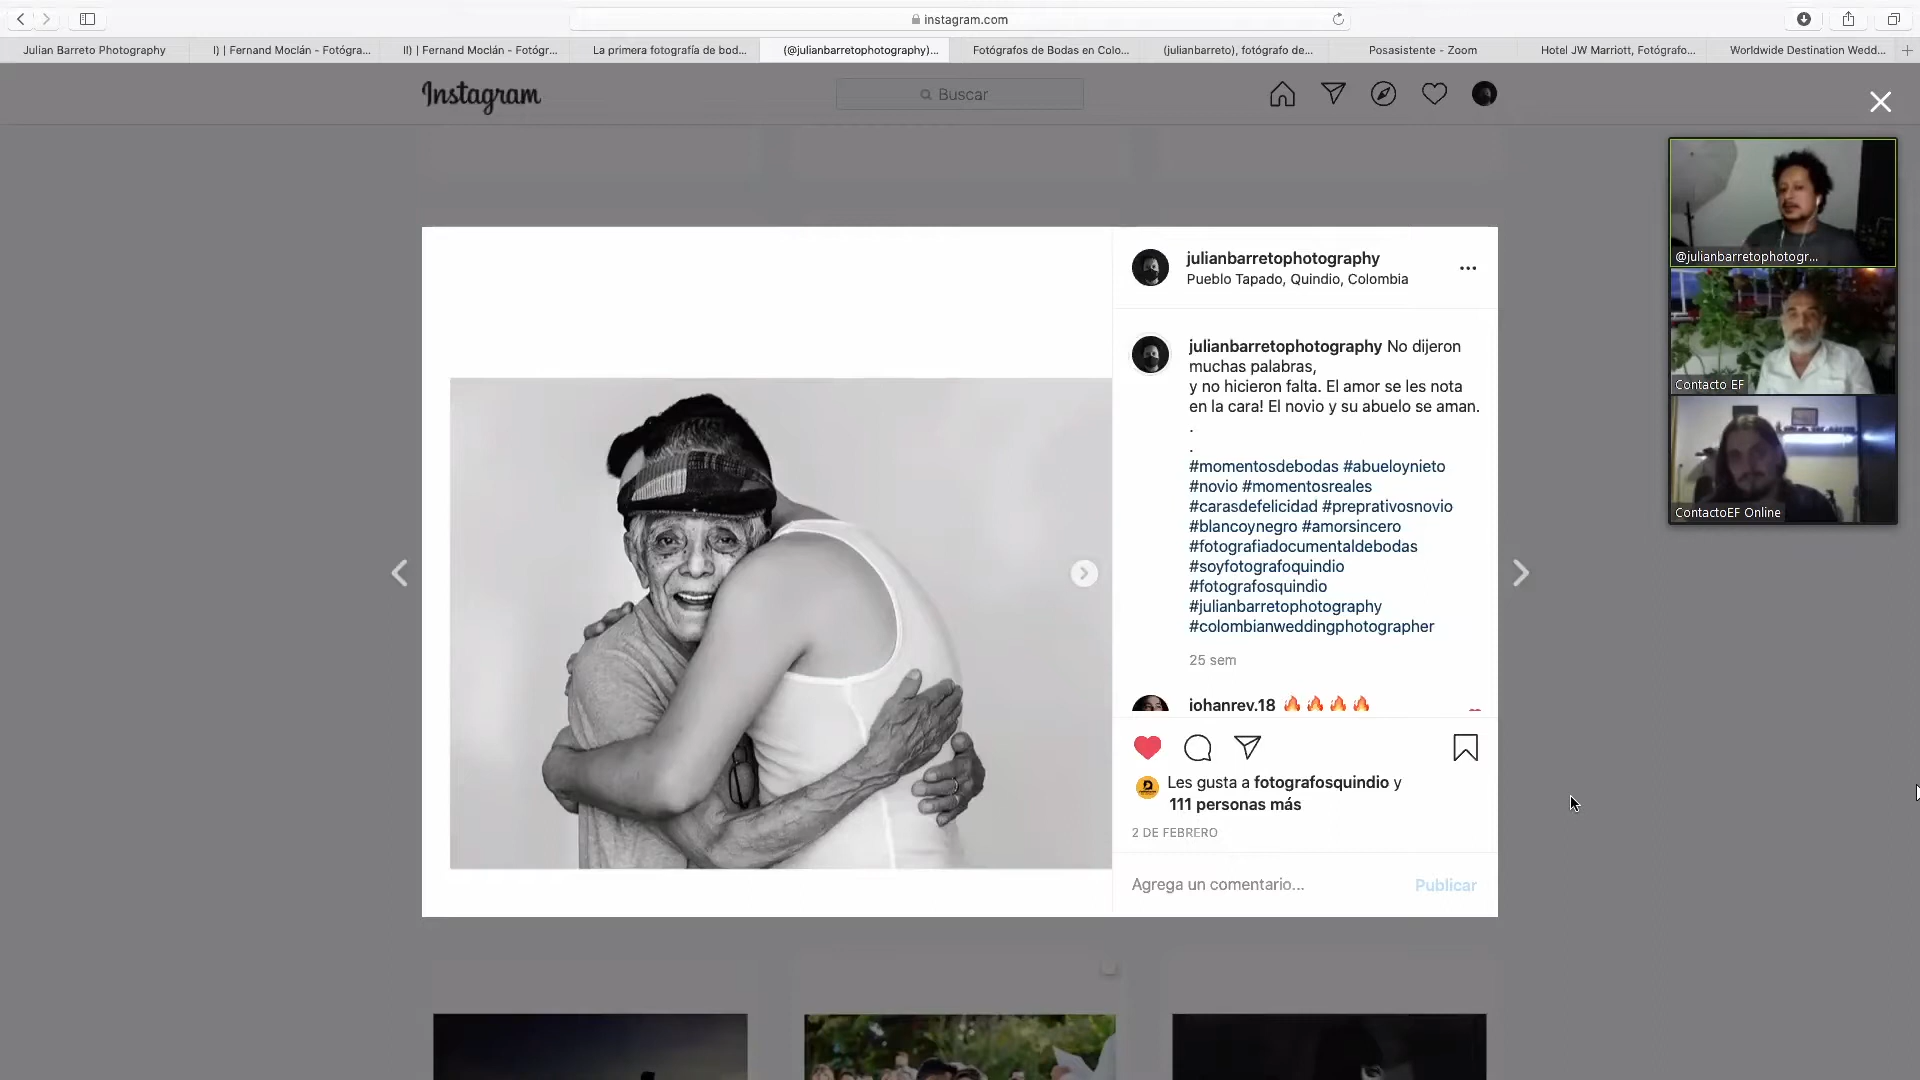 instagram.com
Julian Barreto Photography
I) | Fernand Moclán - Fotógra...
II) | Fernand Moclán - Fotógr...
La primera fotografía de bod...
(@julianbarretophotography)...
Fotógrafos de Bodas en Colo...
(julianbarreto), fotógrafo de...
Posasistente - Zoom
Hotel JW Marriott, Fotógrafo...
Worldwide Destination Wedd...
Instagram
Buscar
@julianbarretophotogr...
Contacto EF
ContactoEF Online
julianbarretophotography
Pueblo Tapado, Quindio, Colombia
julianbarretophotography No dijeron
muchas palabras,
y no hicieron falta. El amor se les nota
en la cara! El novio y su abuelo se aman.
.
.
#momentosdebodas #abueloynieto
#novio #momentosreales
#carasdefelicidad #preprativosnovio
#blancoynegro #amorsincero
#fotografiadocumentaldebodas
#soyfotografoquindio
#fotografosquindio
#julianbarretophotography
#colombianweddingphotographer
25 sem
johanrey.18 🔥🔥🔥🔥
Les gusta a fotografosquindio y
111 personas más
2 DE FEBRERO
Agrega un comentario...
Publicar